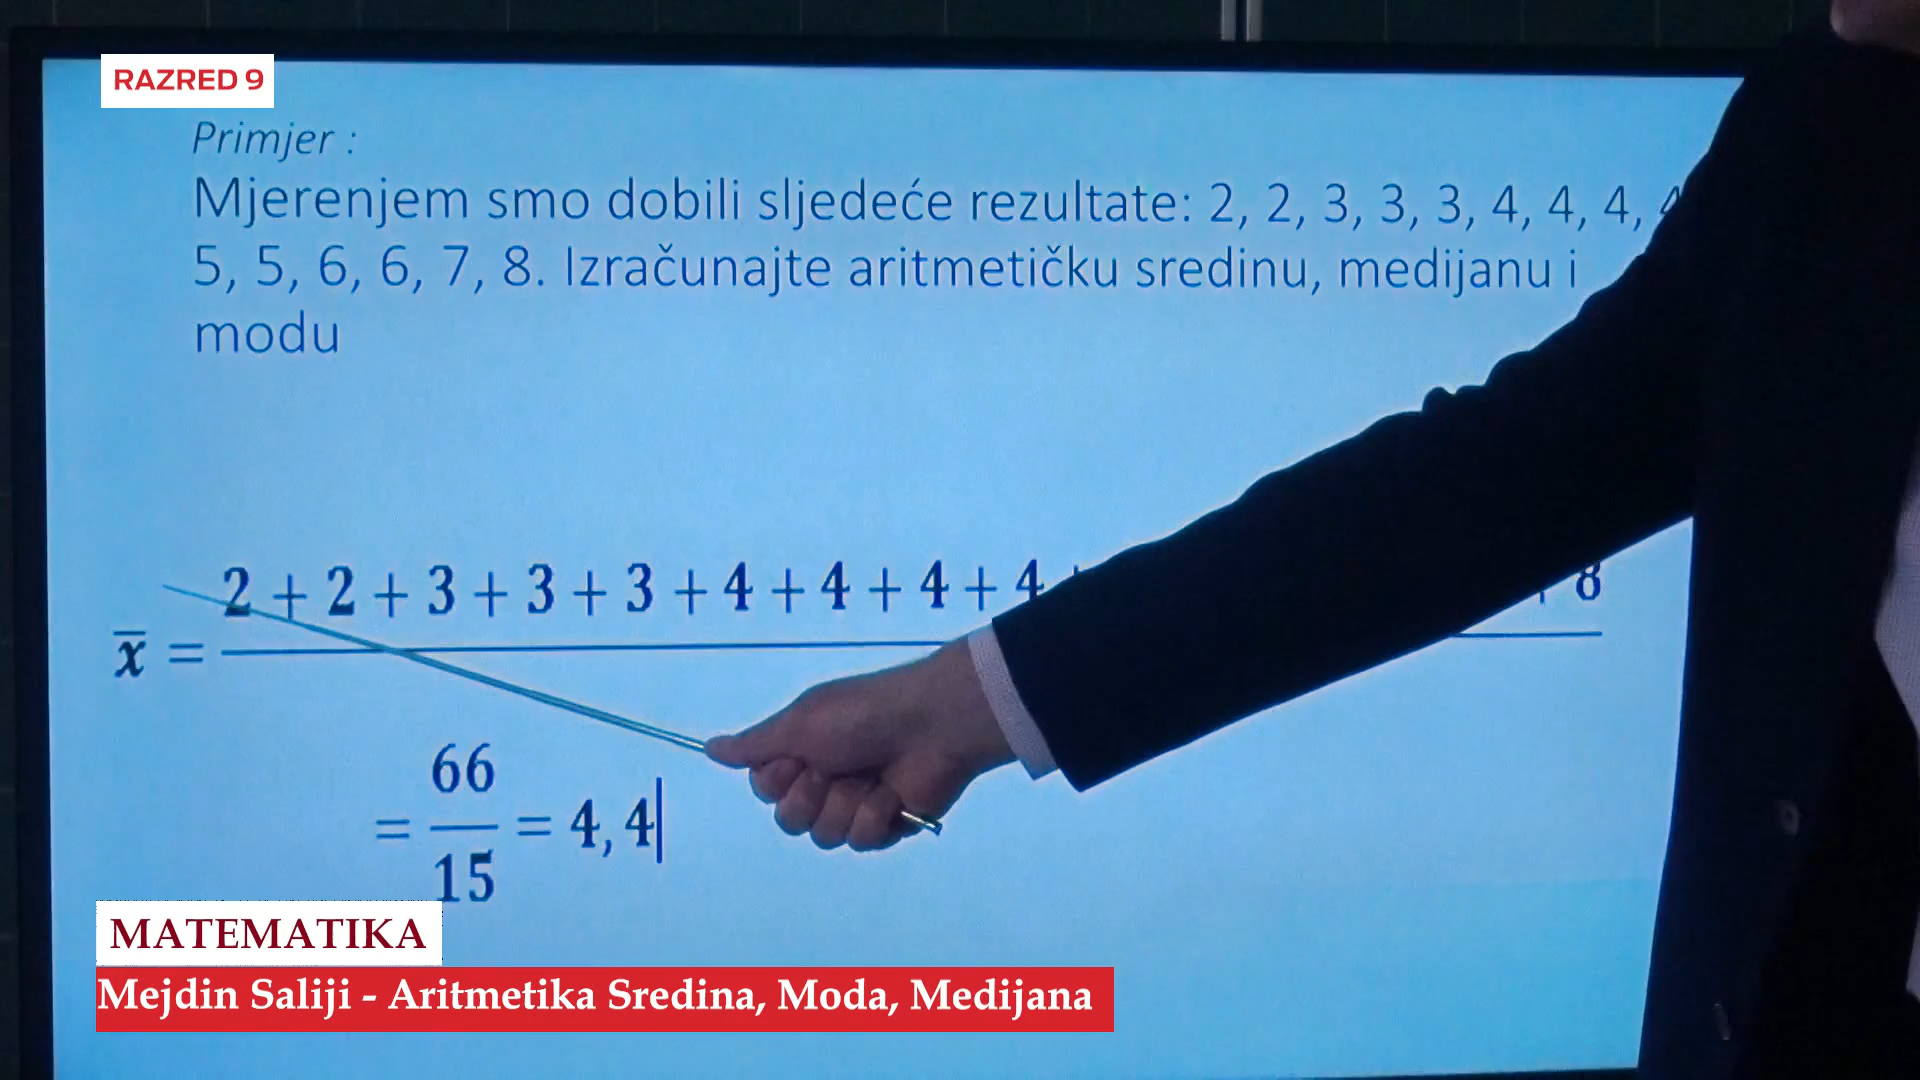 RAZRED 9
Primjer :
Mjerenjem smo dobili sljedeće rezultate: 2, 2, 3, 3, 3, 4, 4, 4, 4
5, 5, 6, 6, 7, 8. Izračunajte aritmetičku sredinu, medijanu i
modu
2 + 2 + 3 + 3 + 3 + 4 + 4 + 4 + 4 + 8
x̅ =
66
= = 4, 4
15
MATEMATIKA
Mejdin Saliji - Aritmetika Sredina, Moda, Medijana